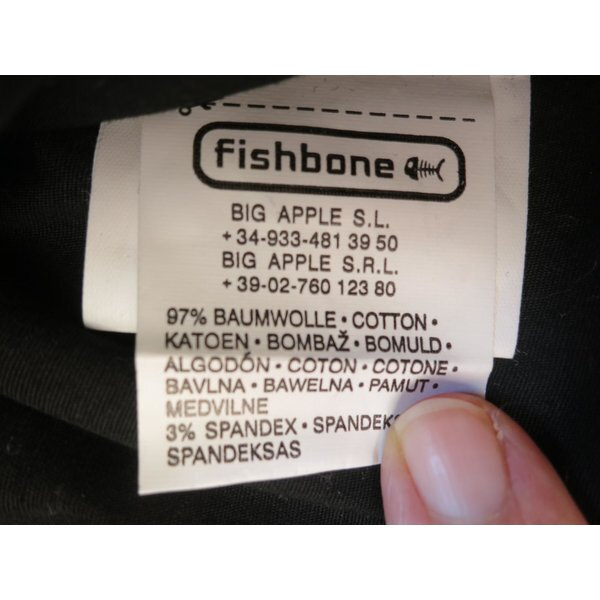 fishbone
BIG APPLE S.L.
+34-933-481 39 50
BIG APPLE S.R.L.
+39-02-760 123 80
97% BAUMWOLLE • COTTON •
KATOEN • BOMBAŽ • BOMULD •
ALGODÓN • COTON • COTONE •
BAVLNA • BAWELNA • PAMUT •
MEDVILNE
3% SPANDEX •
SPANDEKSAS